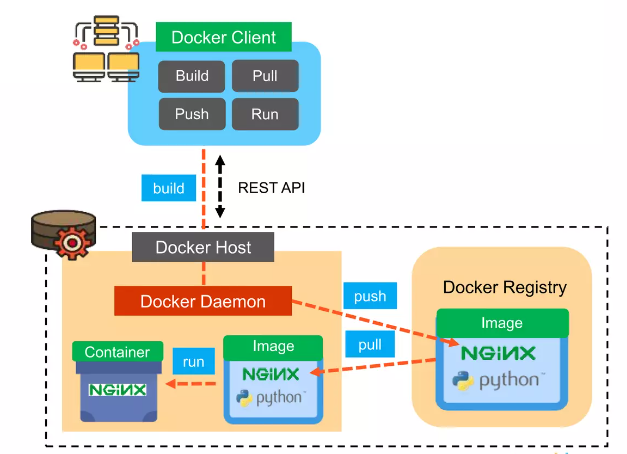 Docker Client
Build
Pull
Push
Run
build
REST API
Docker Host
Docker Daemon
push
pull
Docker Registry
Image
NGINX
python
Container
NGINX
run
Image
NGINX
python